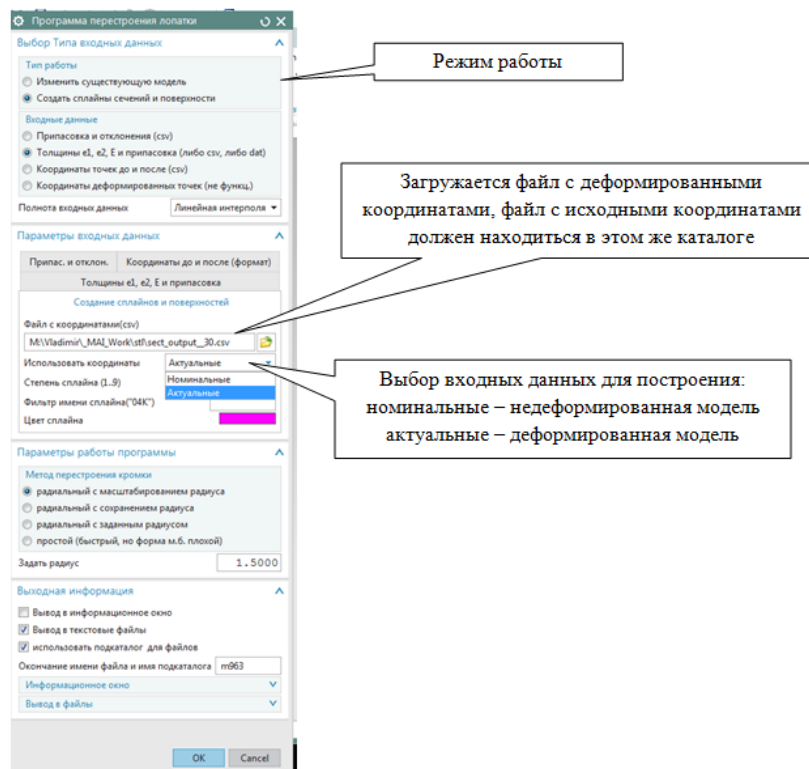 Программа перестроения лопатки
Выбор Типа входных данных
Тип работы
Изменить существующую модель
Создать сплайны сечений и поверхности
Входные данные
Припасовка и отклонения (csv)
Толщины e1, e2, E и припасовка (либо csv, либо dat)
Координаты точек до и после (csv)
Координаты деформированных точек (не функц.)
Полнота входных данных Линейная интерполя
Параметры входных данных
Припас. и отклон. Координаты до и после (формат)
Толщины e1, e2, E и припасовка
Создание сплайнов и поверхностей
Файл с координатами(csv)
M:\Vladimir\_MAI_Work\stl\sect_output__30.csv
Использовать координаты Актуальные
Номинальные
Актуальные
Степень сплайна (1..9)
Фильтр имени сплайна("04K")
Цвет сплайна
Параметры работы программы
Метод перестроения кромки
радиальный с масштабированием радиуса
радиальный с сохранением радиуса
радиальный с заданным радиусом
простой (быстрый, но форма м.б. плохой)
Задать радиус 1.5000
Выходная информация
Вывод в информационное окно
Вывод в текстовые файлы
использовать подкаталог для файлов
Окончание имени файла и имя подкаталога m963
Информационное окно
Вывод в файлы
OK Cancel
Режим работы
Загружается файл с деформированными
координатами, файл с исходными координатами
должен находиться в этом же каталоге
Выбор входных данных для построения:
номинальные – недеформированная модель
актуальные – деформированная модель